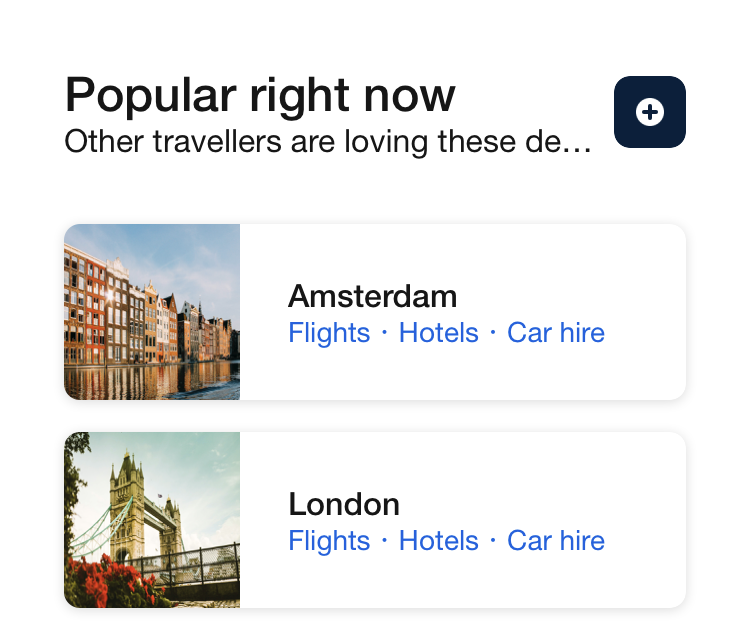 Popular right now
Other travellers are loving these de…
Amsterdam
Flights · Hotels · Car hire
London
Flights · Hotels · Car hire